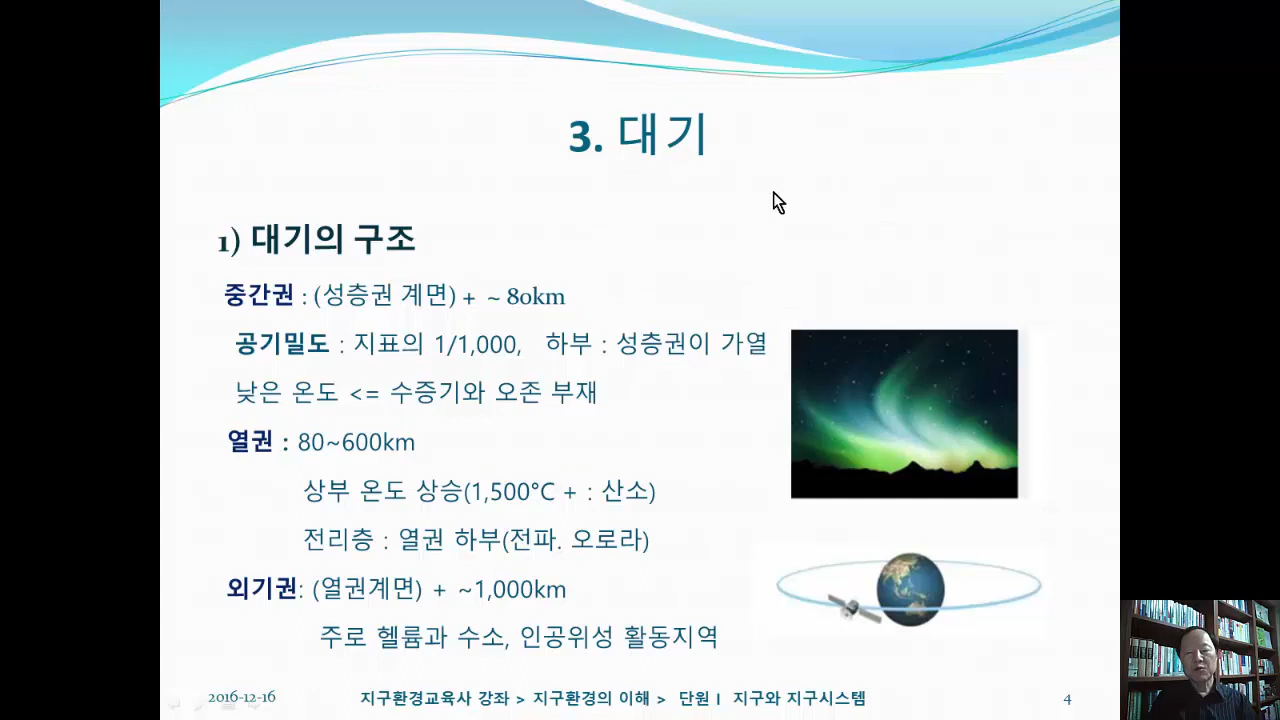 3. 대기
1) 대기의 구조
중간권 : (성층권 계면) + ~ 80km
공기밀도 : 지표의 1/1,000, 하부 : 성층권이 가열
낮은 온도 <= 수증기와 오존 부재
열권 : 80~600km
상부 온도 상승(1,500°C + : 산소)
전리층 : 열권 하부(전파. 오로라)
외기권: (열권계면) + ~1,000km
주로 헬륨과 수소, 인공위성 활동지역
2016-12-16 지구환경교육사 강좌 > 지구환경의 이해 > 단원 I 지구와 지구시스템 4